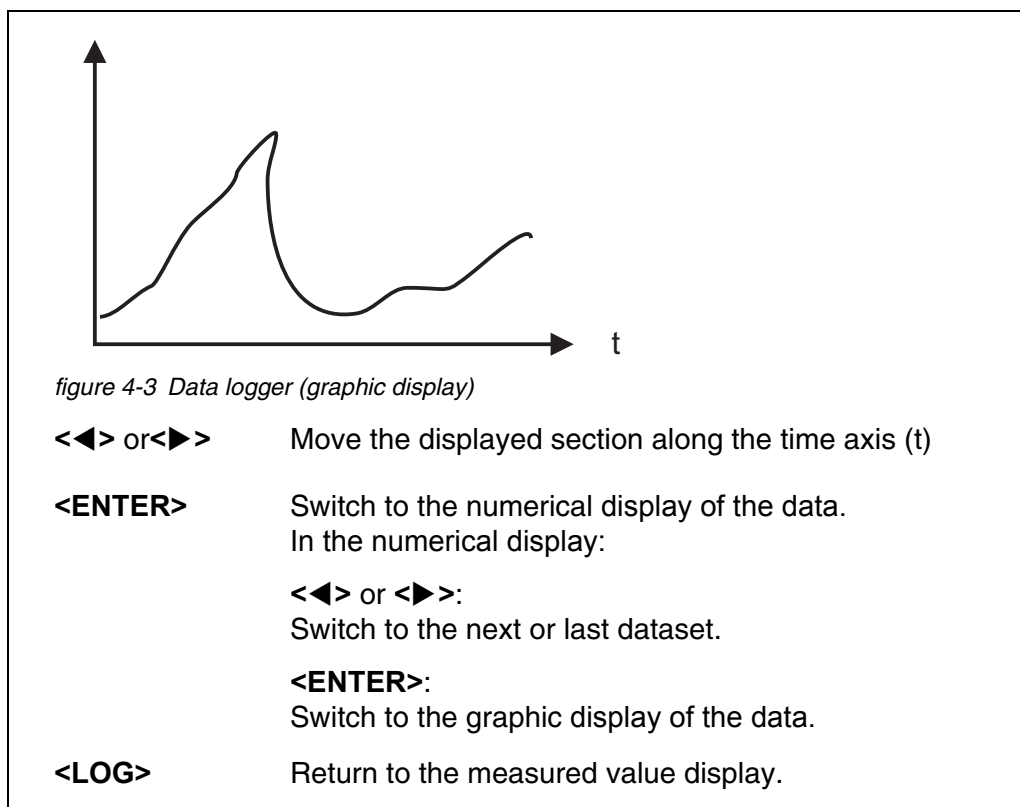 t
figure 4-3 Data logger (graphic display)
<◀> or<▶> Move the displayed section along the time axis (t)
<ENTER> Switch to the numerical display of the data.
In the numerical display:
<◀> or <▶>:
Switch to the next or last dataset.
<ENTER>:
Switch to the graphic display of the data.
<LOG> Return to the measured value display.